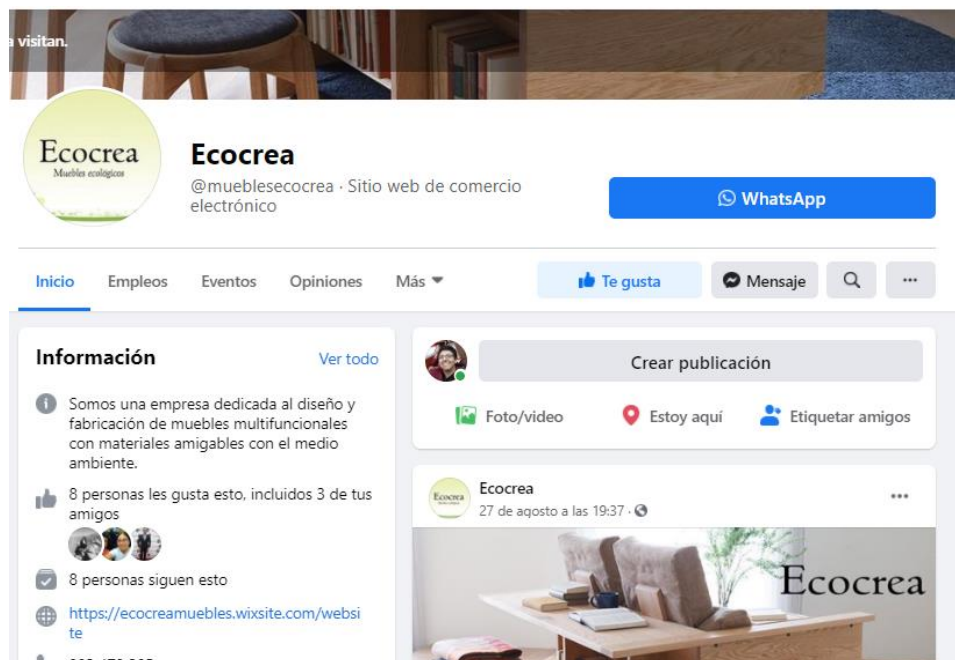 a visitan.
Ecocrea
Muebles ecológicos
Ecocrea
@mueblesecocrea · Sitio web de comercio
electrónico
WhatsApp
Inicio
Empleos
Eventos
Opiniones
Más
Te gusta
Mensaje
Información
Ver todo
Somos una empresa dedicada al diseño y
fabricación de muebles multifuncionales
con materiales amigables con el medio
ambiente.
8 personas les gusta esto, incluidos 3 de tus
amigos
8 personas siguen esto
https://ecocreamuebles.wixsite.com/websi
te
Crear publicación
Foto/video
Estoy aquí
Etiquetar amigos
Ecocrea
Ecocrea
27 de agosto a las 19:37 ·
Ecocrea